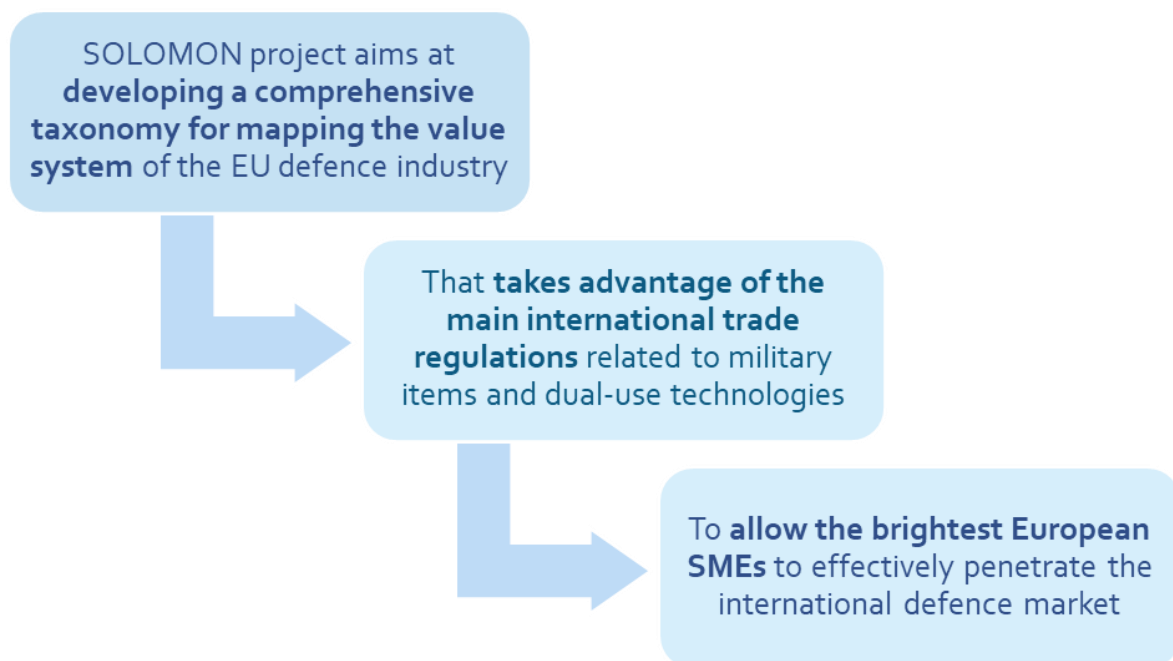 SOLOMON project aims at
developing a comprehensive
taxonomy for mapping the value
system of the EU defence industry
That takes advantage of the
main international trade
regulations related to military
items and dual-use technologies
To allow the brightest European
SMEs to effectively penetrate the
international defence market